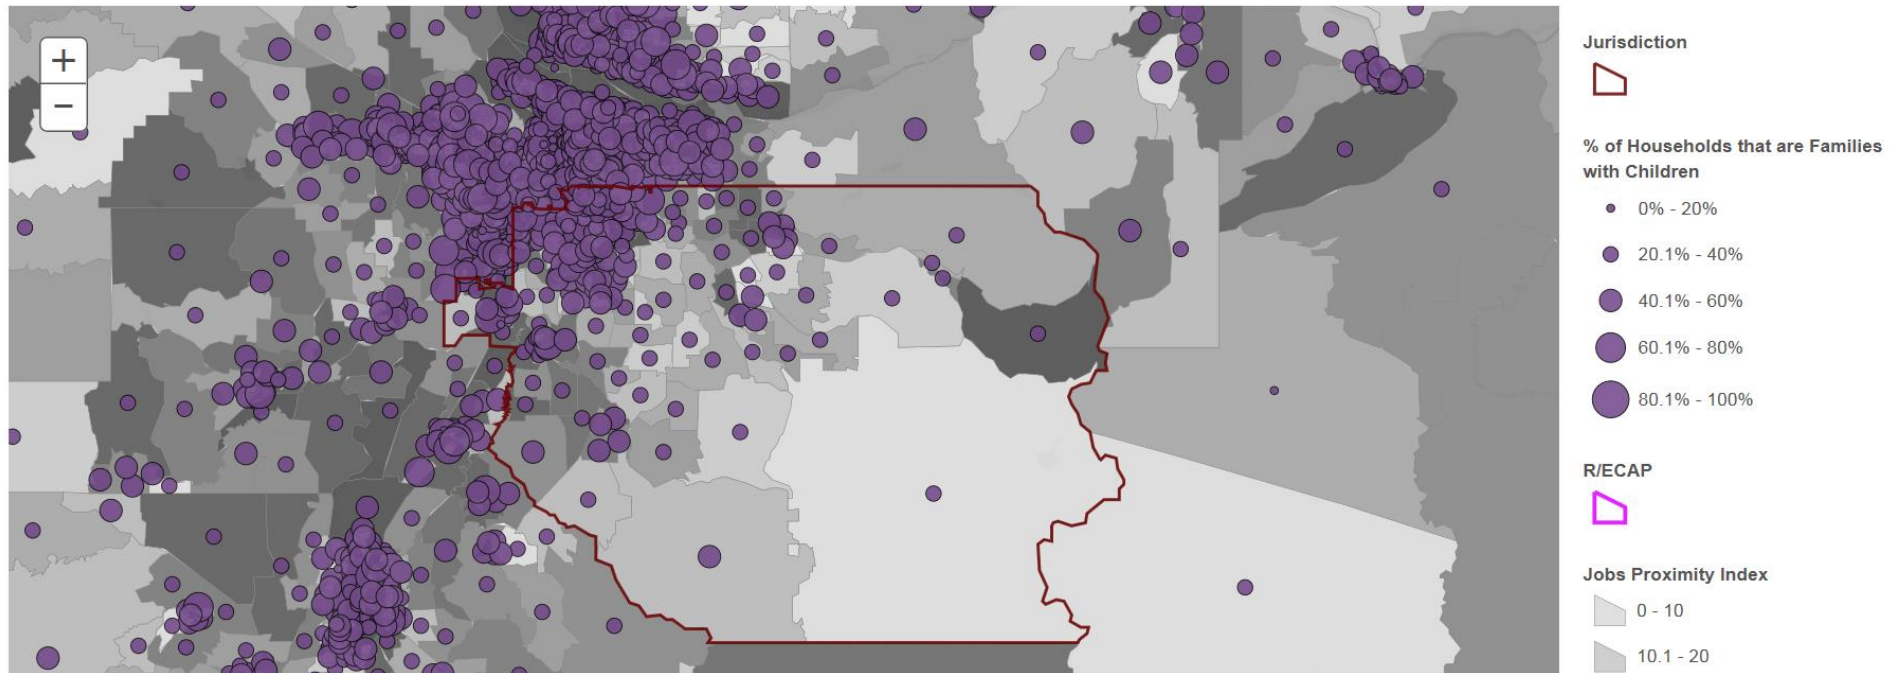 +
−
Jurisdiction
% of Households that are Families
with Children
0% - 20%
20.1% - 40%
40.1% - 60%
60.1% - 80%
80.1% - 100%
R/ECAP
Jobs Proximity Index
0 - 10
10.1 - 20